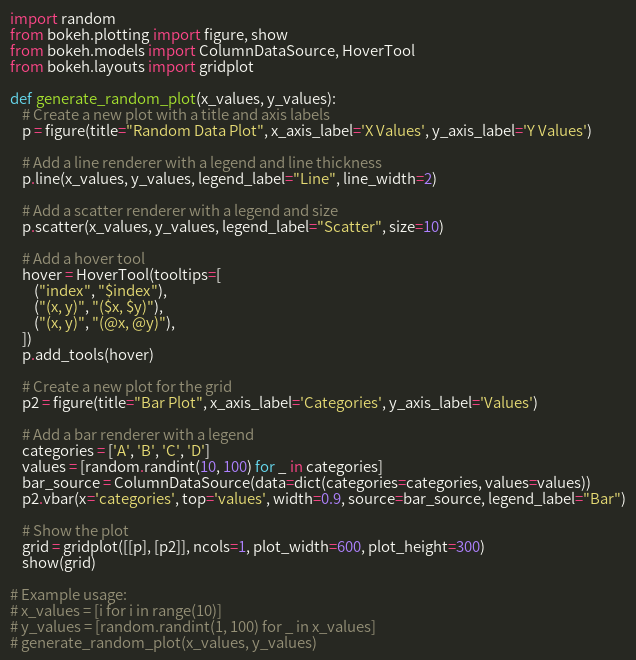 import random
from bokeh.plotting import figure, show
from bokeh.models import ColumnDataSource, HoverTool
from bokeh.layouts import gridplot

def generate_random_plot(x_values, y_values):
    # Create a new plot with a title and axis labels
    p = figure(title="Random Data Plot", x_axis_label='X Values', y_axis_label='Y Values')

    # Add a line renderer with a legend and line thickness
    p.line(x_values, y_values, legend_label="Line", line_width=2)

    # Add a scatter renderer with a legend and size
    p.scatter(x_values, y_values, legend_label="Scatter", size=10)

    # Add a hover tool
    hover = HoverTool(tooltips=[
        ("index", "$index"),
        ("(x, y)", "($x, $y)"),
        ("(x, y)", "(@x, @y)"),
    ])
    p.add_tools(hover)

    # Create a new plot for the grid
    p2 = figure(title="Bar Plot", x_axis_label='Categories', y_axis_label='Values')

    # Add a bar renderer with a legend
    categories = ['A', 'B', 'C', 'D']
    values = [random.randint(10, 100) for _ in categories]
    bar_source = ColumnDataSource(data=dict(categories=categories, values=values))
    p2.vbar(x='categories', top='values', width=0.9, source=bar_source, legend_label="Bar")

    # Show the plot
    grid = gridplot([[p], [p2]], ncols=1, plot_width=600, plot_height=300)
    show(grid)

# Example usage:
# x_values = [i for i in range(10)]
# y_values = [random.randint(1, 100) for _ in x_values]
# generate_random_plot(x_values, y_values)